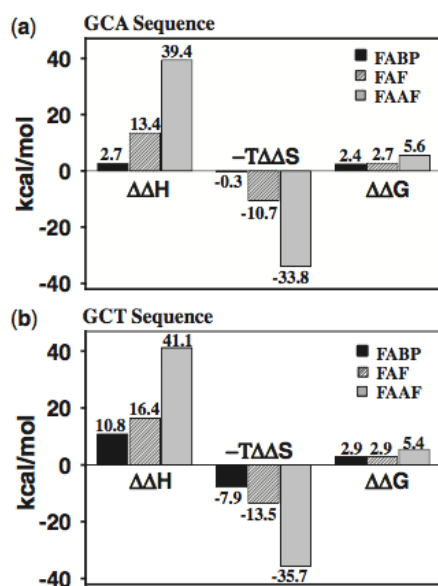 (a) GCA Sequence
kcal/mol
40
20
0
-20
-40
FABP
FAF
FAAF
2.7
13.4
39.4
ΔΔH
−TΔΔS
-0.3
-10.7
-33.8
2.4
2.7
5.6
ΔΔG
(b) GCT Sequence
kcal/mol
40
20
0
-20
-40
FABP
FAF
FAAF
10.8
16.4
41.1
ΔΔH
−TΔΔS
-7.9
-13.5
-35.7
2.9
2.9
5.4
ΔΔG